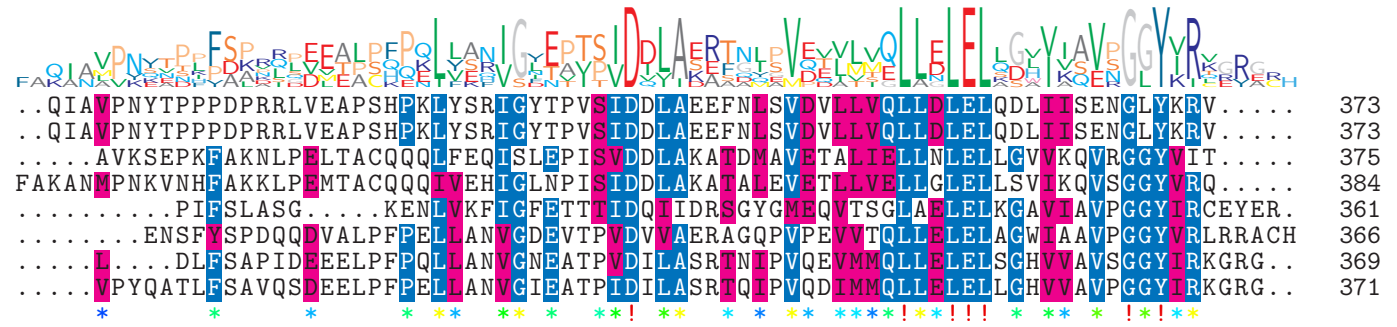 ..QIAVPNYTPPPDPRRLVEAPSHPKLYSRIGYTPVSIDDLAEEFNLSVDVLLVQLLDLELQDLIISENGLYKRV..... 373
..QIAVPNYTPPPDPRRLVEAPSHPKLYSRIGYTPVSIDDLAEEFNLSVDVLLVQLLDLELQDLIISENGLYKRV..... 373
.....AVKSEPKFAKNLPELTACQQQLFEQISLEPISVDDLAKATDMAVETALIELLNLELLGVVKQVRGGYVIT..... 375
FAKANMPNKVNHFAKKLPEMTACQQQIVEHIGLNPISIDDLAKATALEVETLLVELLGLELLSVIKQVSGGYVRQ..... 384
..........PIFSLASG.....KENLVKFIGFETTTIDQIIDRSGYGMEQVTSGLAELELKGAVIAVPGGYIRCEYER. 361
........ENSFYSPDQQDVALPFPELLANVGDEVTPVDVVAERAGQPVPEVVTQLLELELAGWIAAVPGGYVRLRRACH 366
.....L....DLFSAPIDEEELPFPQLLANVGNEATPVDILASRTNIPVQEVMMQLLELELSGHVVAVSGGYIRKGRG.. 369
.....VPYQATLFSAVQSDEELPFPELLANVGIEATPIDILASRTQIPVQDIMMQLLELELLGHVVAVPGGYIRKGRG.. 371